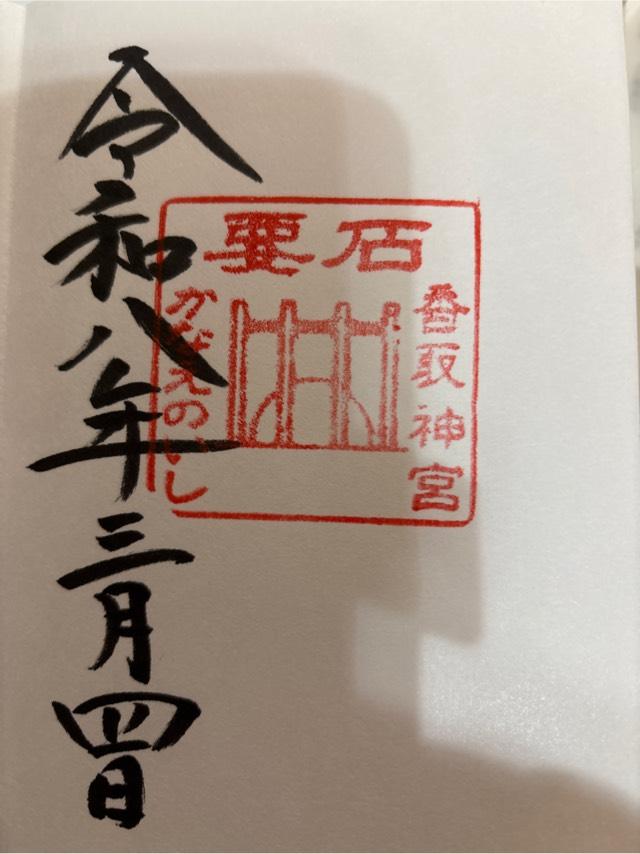 要石
香取神宮
かなめのいし
令和八年三月四日